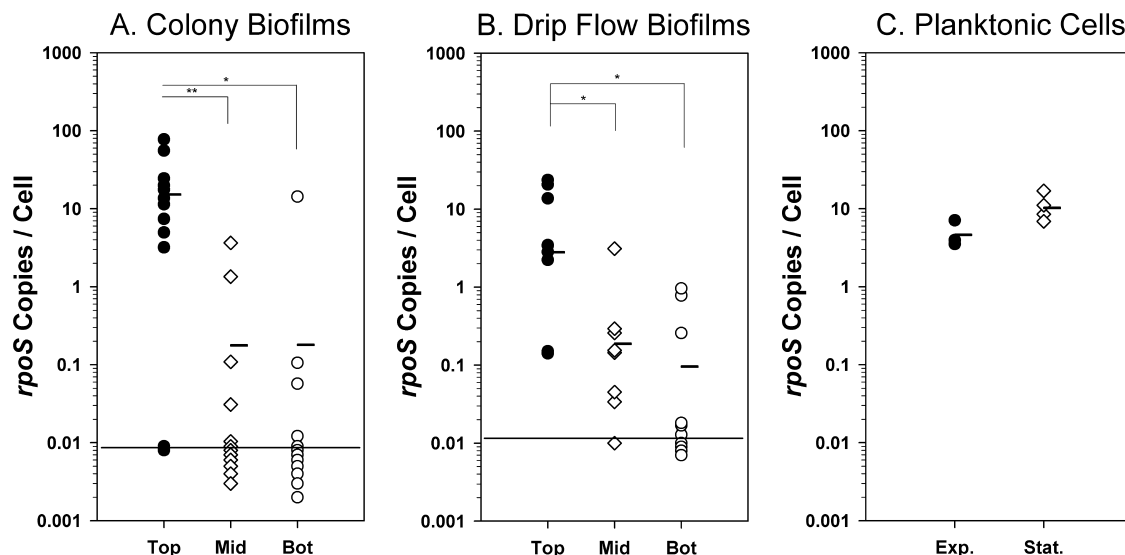 A. Colony Biofilms
rpoS Copies / Cell
1000
100
10
1
0.1
0.01
0.001
*
**
Top Mid Bot
B. Drip Flow Biofilms
rpoS Copies / Cell
1000
100
10
1
0.1
0.01
0.001
*
*
Top Mid Bot
C. Planktonic Cells
rpoS Copies / Cell
1000
100
10
1
0.1
0.01
0.001
Exp. Stat.